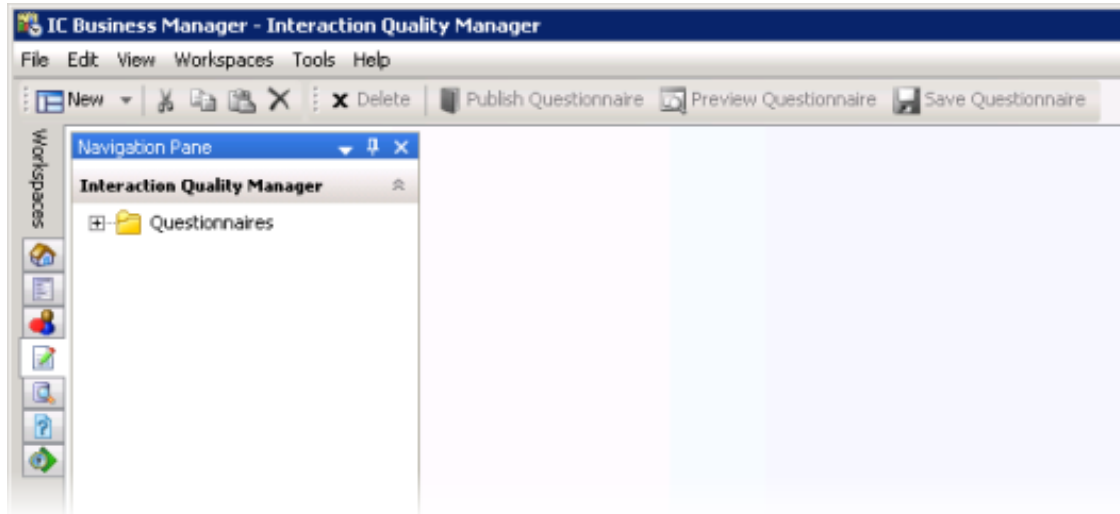 IC Business Manager - Interaction Quality Manager
File Edit View Workspaces Tools Help
New Delete Publish Questionnaire Preview Questionnaire Save Questionnaire
Workspaces
Navigation Pane
Interaction Quality Manager
Questionnaires